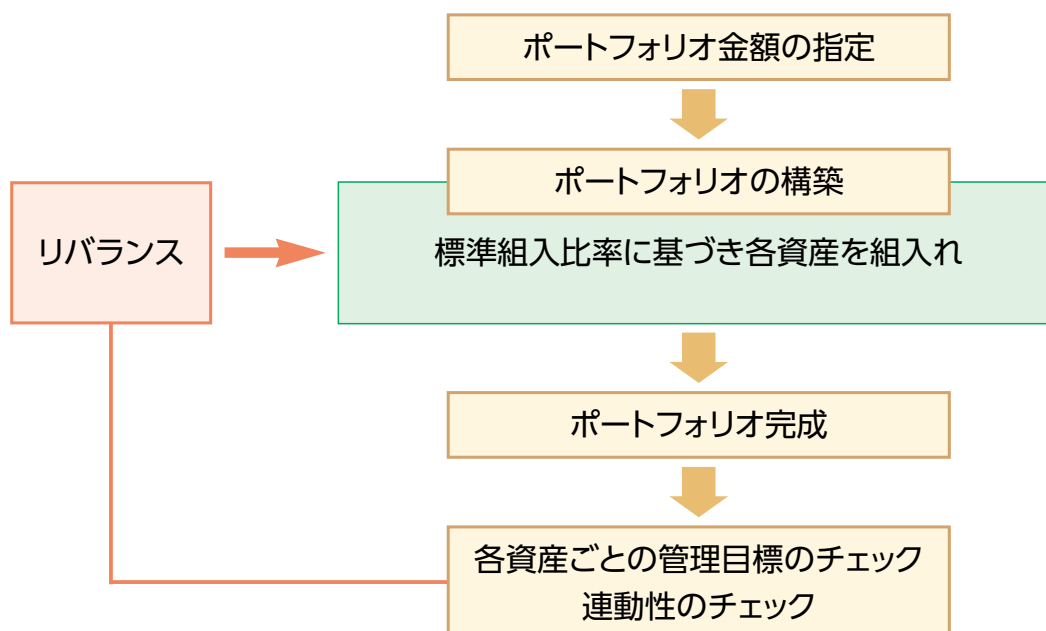 ポートフォリオ金額の指定
ポートフォリオの構築
リバランス
標準組入比率に基づき各資産を組入れ
ポートフォリオ完成
各資産ごとの管理目標のチェック
連動性のチェック